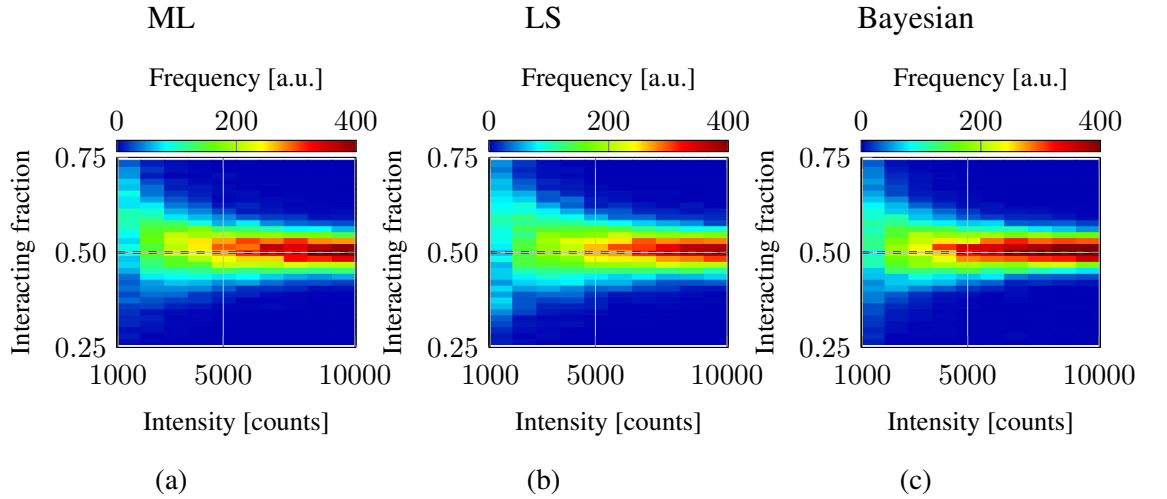 ML LS Bayesian
Frequency [a.u.] Frequency [a.u.] Frequency [a.u.]
0 200 400 0 200 400 0 200 400
0.75 0.75 0.75
Interacting fraction Interacting fraction Interacting fraction
0.50 0.50 0.50
0.25 0.25 0.25
1000 5000 10000 1000 5000 10000 1000 5000 10000
Intensity [counts] Intensity [counts] Intensity [counts]
(a) (b) (c)